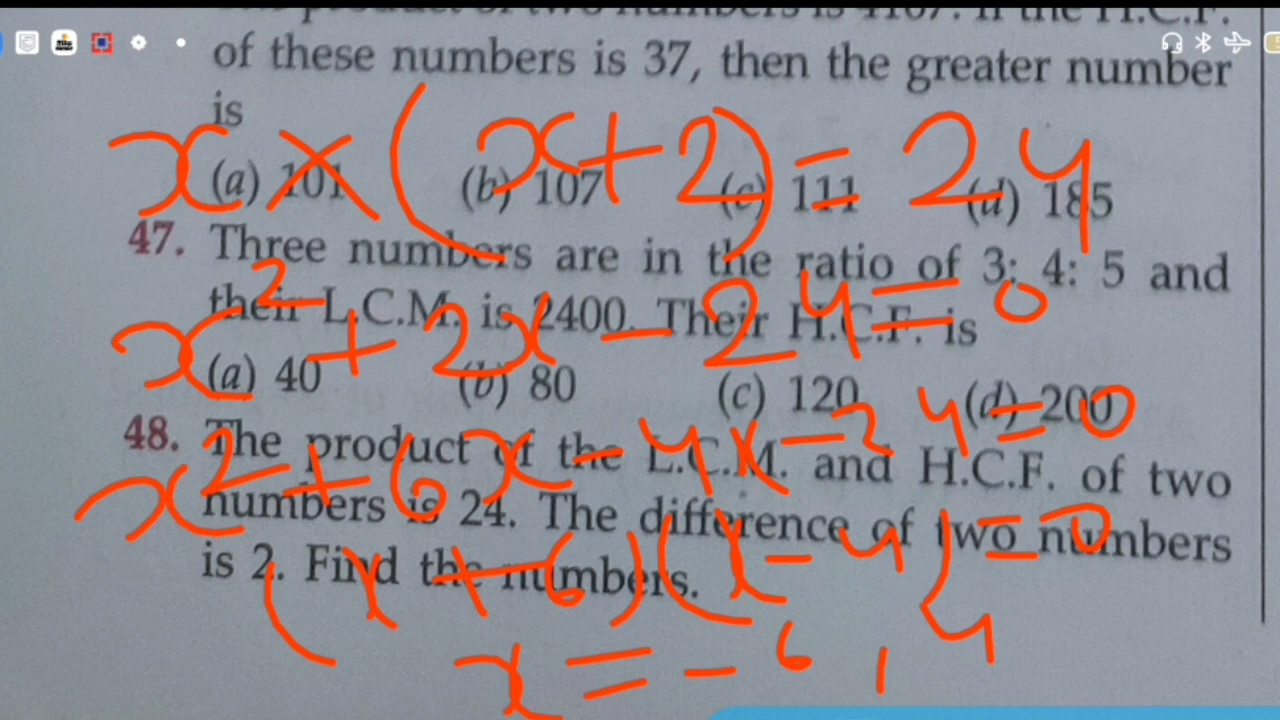 of these numbers is 37, then the greater number
is
(a) 101 (b) 107 (c) 111 (d) 185
x × (x+2) = 24
47. Three numbers are in the ratio of 3: 4: 5 and
their L.C.M. is 2400. Their H.C.F. is
x² + 2x - 24 = 0
(a) 40 (b) 80 (c) 120 (d) 200
x² + 6x - 4x - 24 = 0
48. The product of the L.C.M. and H.C.F. of two
numbers is 24. The difference of two numbers
is 2. Find the numbers.
(x+6)(x-4) = 0
x = -6, 4